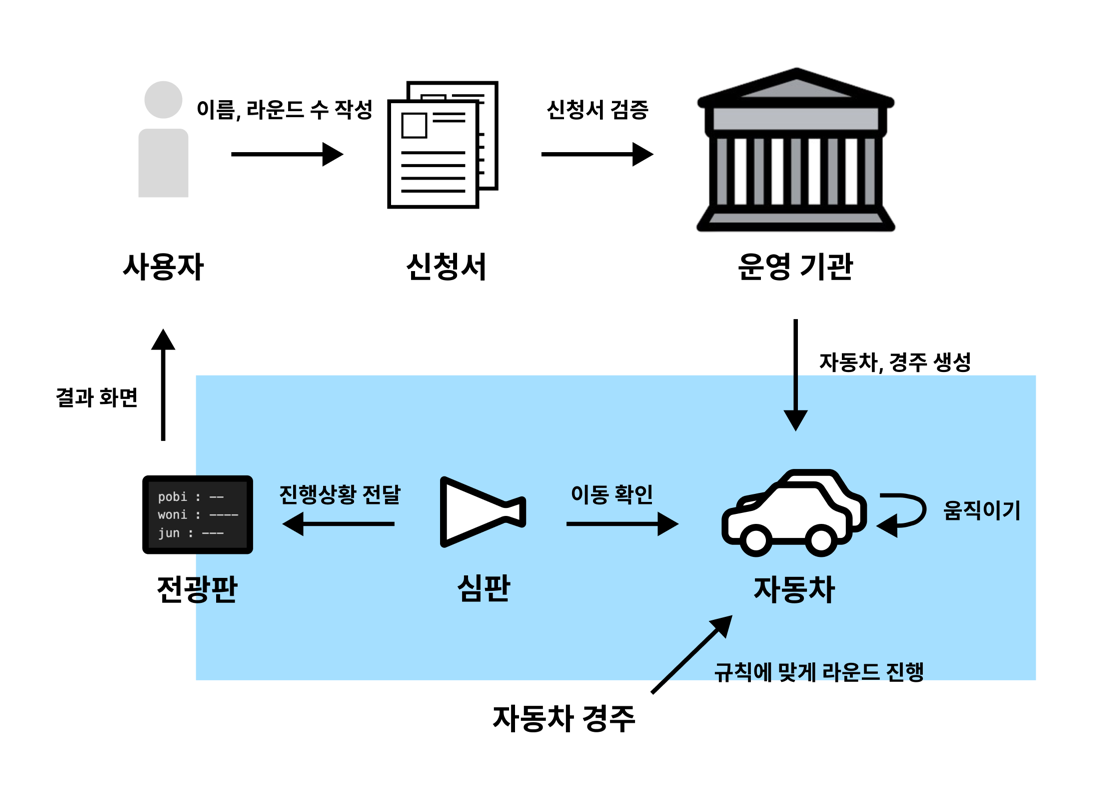 이름, 라운드 수 작성
신청서 검증
사용자
신청서
운영 기관
자동차, 경주 생성
결과 화면
pobi : --
woni : ----
jun : ---
진행상황 전달
이동 확인
움직이기
전광판
심판
자동차
규칙에 맞게 라운드 진행
자동차 경주